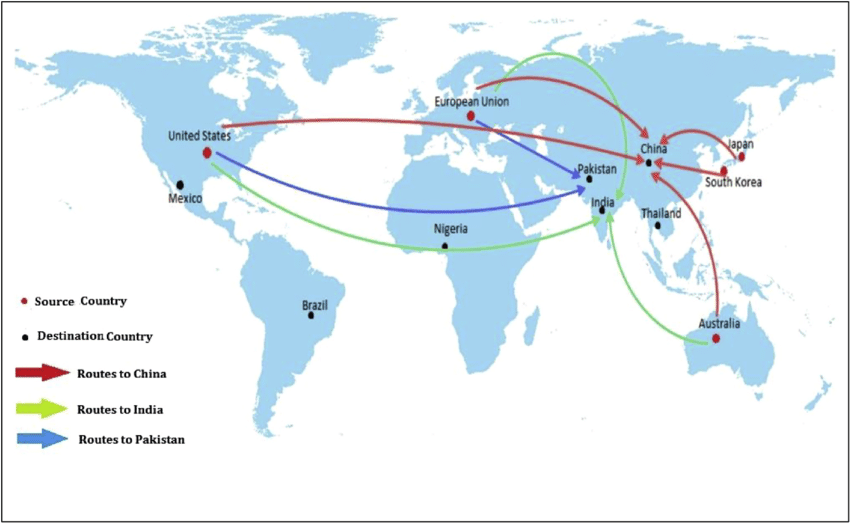 European Union
United States
China
Japan
Pakistan
South Korea
Mexico
India
Thailand
Nigeria
Brazil
Australia
Source Country
Destination Country
Routes to China
Routes to India
Routes to Pakistan